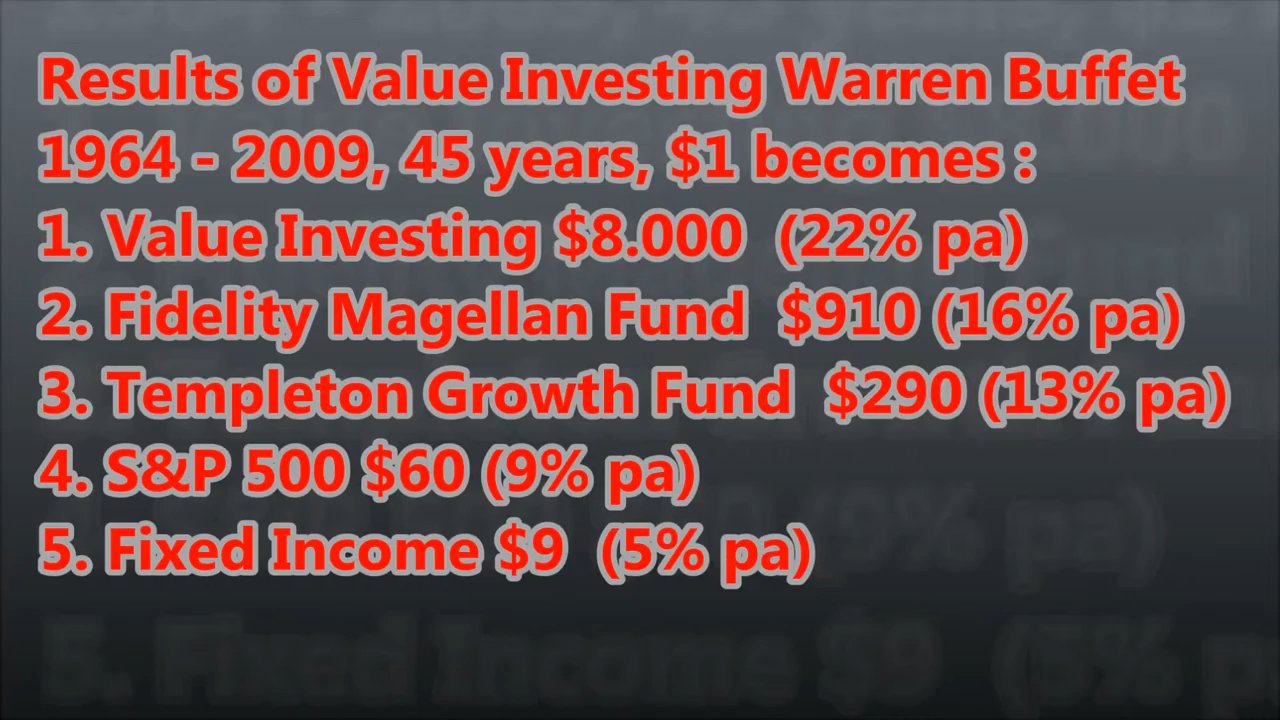 Results of Value Investing Warren Buffet
1964 - 2009, 45 years, $1 becomes :
1. Value Investing $8.000 (22% pa)
2. Fidelity Magellan Fund $910 (16% pa)
3. Templeton Growth Fund $290 (13% pa)
4. S&P 500 $60 (9% pa)
5. Fixed Income $9 (5% pa)